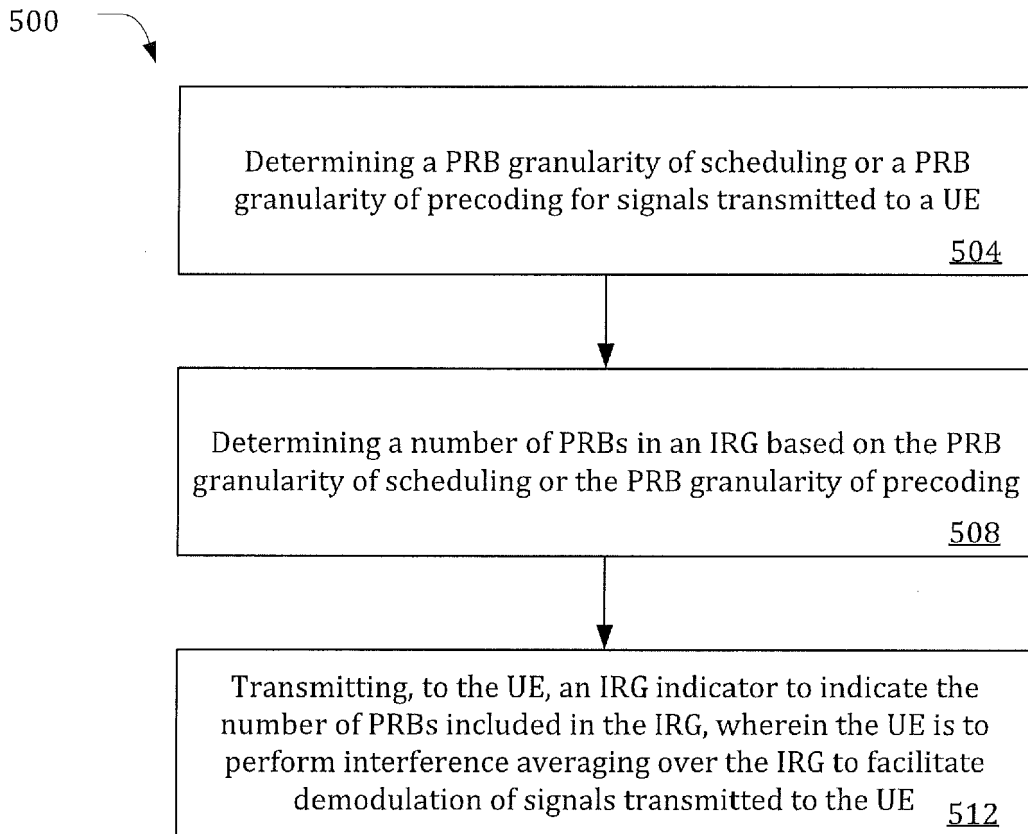 500
Determining a PRB granularity of scheduling or a PRB
granularity of precoding for signals transmitted to a UE
504
Determining a number of PRBs in an IRG based on the PRB
granularity of scheduling or the PRB granularity of precoding
508
Transmitting, to the UE, an IRG indicator to indicate the
number of PRBs included in the IRG, wherein the UE is to
perform interference averaging over the IRG to facilitate
demodulation of signals transmitted to the UE
512